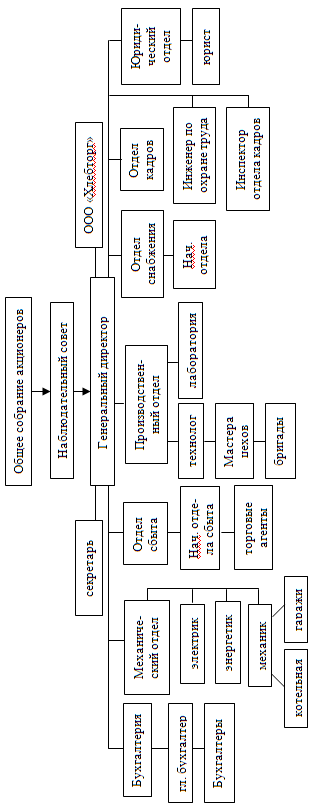 Общее собрание акционеров
Наблюдательный совет
секретарь
Генеральный директор
ООО «Хлебторг»
Бухгалтерия
Механиче-
ский отдел
Отдел
сбыта
Производствен-
ный отдел
Отдел
снабжения
Отдел
кадров
Юриди-
ческий
отдел
гл. бухгалтер
Бухгалтеры
электрик
энергетик
механик
котельная
гаражи
Нач. отде-
ла сбыта
торговые
агенты
технолог
лаборатория
Мастера
цехов
бригады
Нач.
отдела
Инженер по
охране труда
Инспектор
отдела кадров
юрист